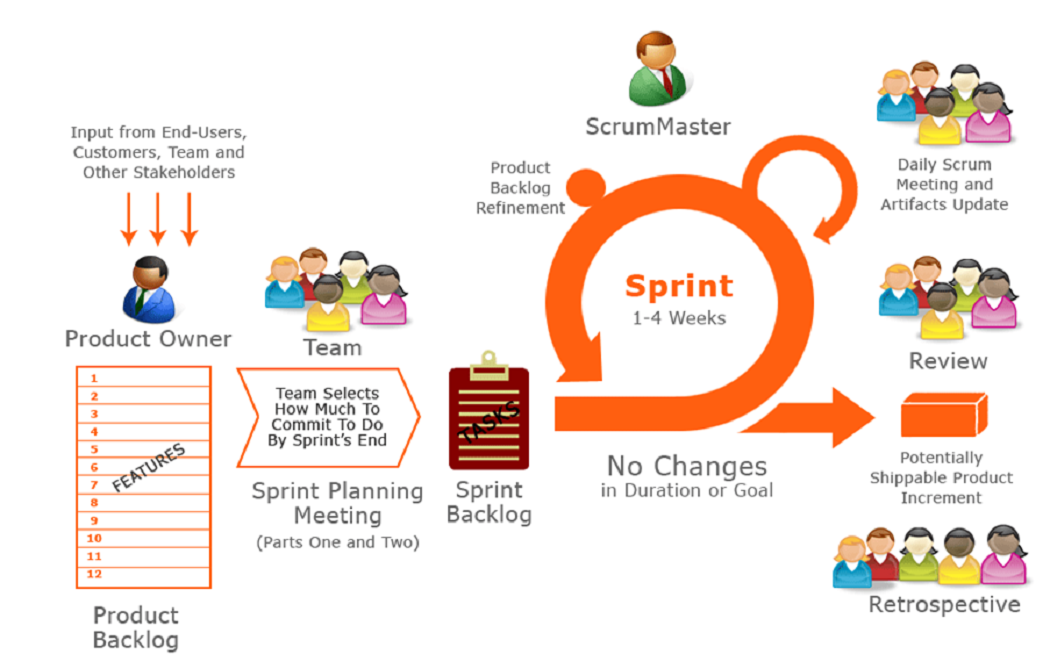 Input from End-Users,
Customers, Team and
Other Stakeholders
Product Owner
1
2
3
4
5
6
7
8
9
10
11
12
FEATURES
Product
Backlog
Team
Team Selects
How Much To
Commit To Do
By Sprint's End
Sprint Planning
Meeting
(Parts One and Two)
TASKS
Sprint
Backlog
ScrumMaster
Product
Backlog
Refinement
Sprint
1-4 Weeks
No Changes
in Duration or Goal
Daily Scrum
Meeting and
Artifacts Update
Review
Potentially
Shippable Product
Increment
Retrospective